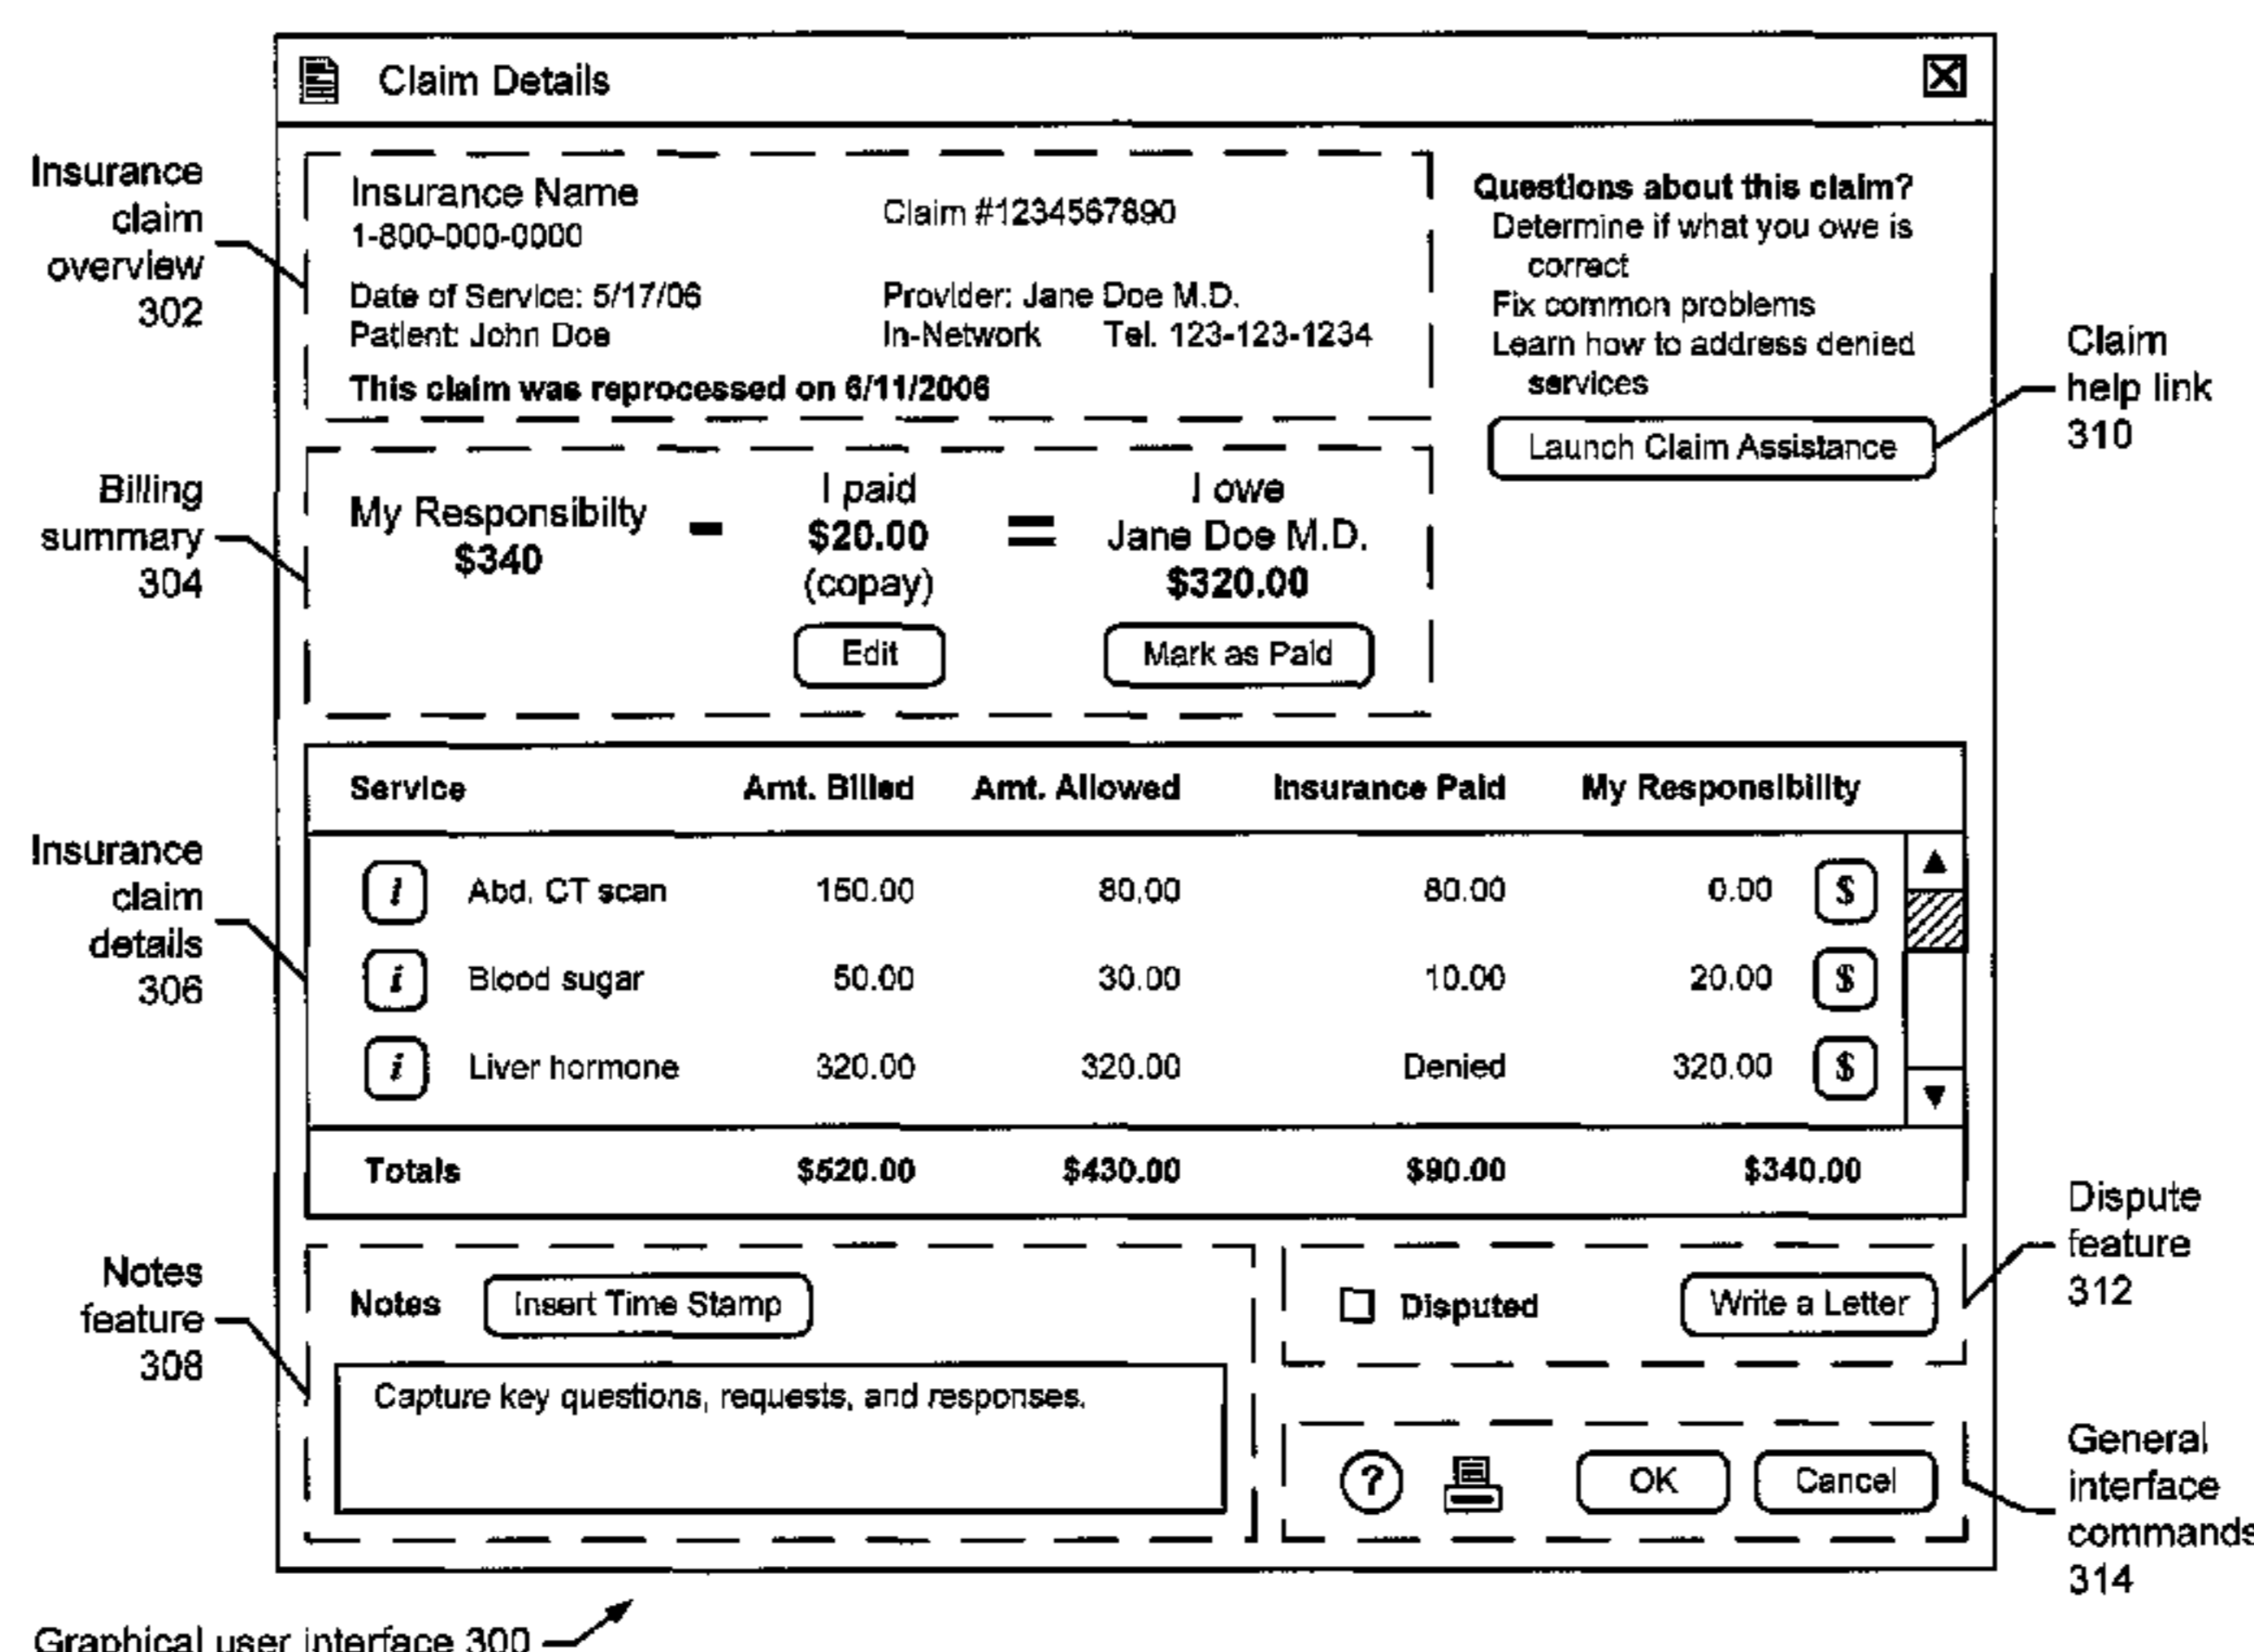 Claim Details
Insurance
claim
overview
302
Insurance Name
1-800-000-0000
Claim #1234567890
Date of Service: 5/17/06
Provider: Jane Doe M.D.
Patient: John Doe
In-Network Tel. 123-123-1234
This claim was reprocessed on 6/11/2006
Questions about this claim?
Determine if what you owe is
correct
Fix common problems
Learn how to address denied
services
Launch Claim Assistance
Claim
help link
310
Billing
summary
304
My Responsibilty
$340
-
I paid
$20.00
(copay)
Edit
=
I owe
Jane Doe M.D.
$320.00
Mark as Paid
Insurance
claim
details
306
Service Amt. Billed Amt. Allowed Insurance Paid My Responsibility
i Abd. CT scan 150.00 80.00 80.00 0.00 $
i Blood sugar 50.00 30.00 10.00 20.00 $
i Liver hormone 320.00 320.00 Denied 320.00 $
Totals $520.00 $430.00 $90.00 $340.00
Notes
feature
308
Notes Insert Time Stamp
Capture key questions, requests, and responses.
Disputed Write a Letter
Dispute
feature
312
? OK Cancel
General
interface
commands
314
Graphical user interface 300